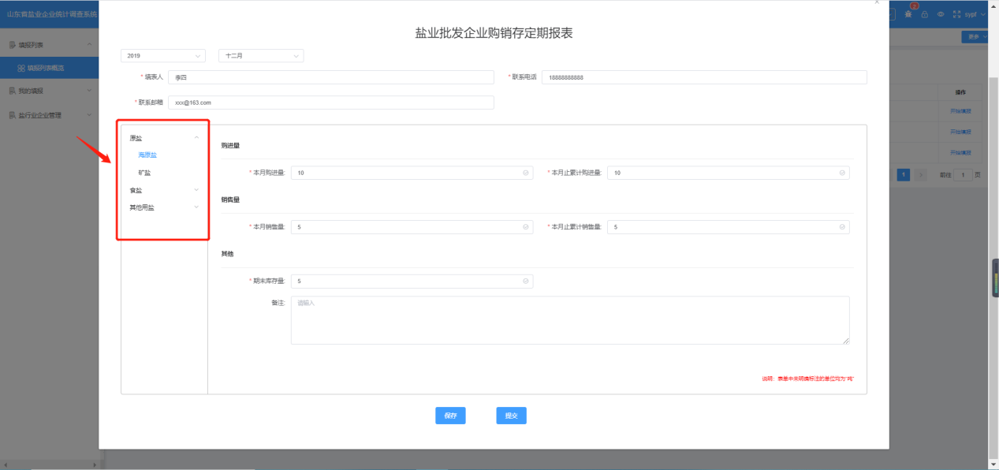 山东省盐业企业统计调查系统
2
sypf
填报列表
更多
填报列表概览
我的填报
盐行业企业管理
操作
开始填报
开始填报
开始填报
1
前往 1 页
盐业批发企业购销存定期报表
2019
十二月
* 填表人 季四
* 联系电话 18888888888
* 联系邮箱 xxx@163.com
原盐
海原盐
矿盐
食盐
其他用盐
购进量
* 本月购进量: 10
* 本月止累计购进量: 10
销售量
* 本月销售量: 5
* 本月止累计销售量: 5
其他
* 期末库存量: 5
备注: 请输入
说明：表单中未明确标注的单位均为"吨"
保存
提交